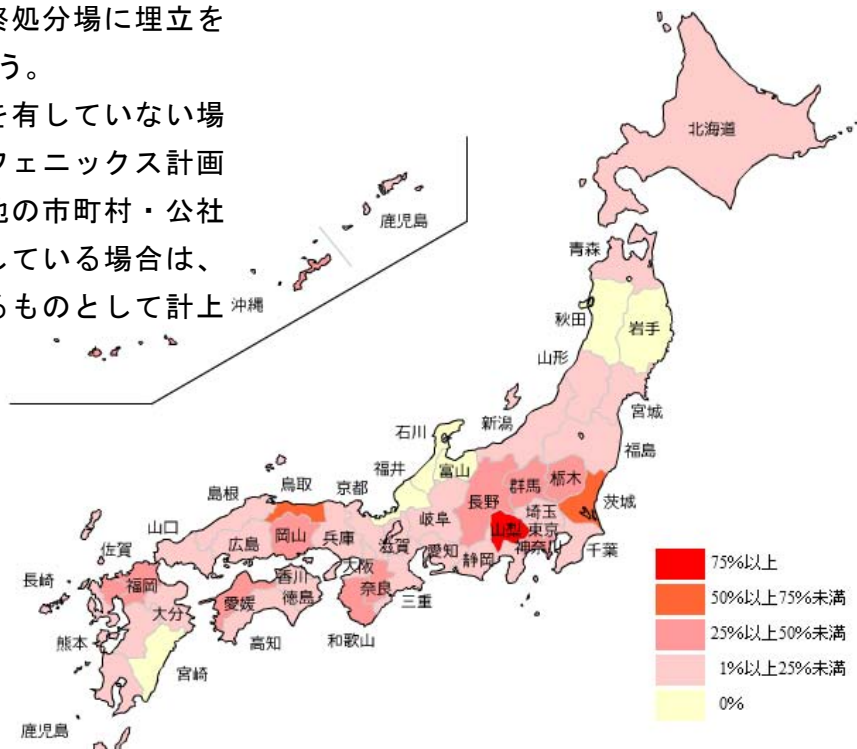 終処分場に埋立を
う。
を有していない場
フェニックス計画
他の市町村・公社
している場合は、
るものとして計上
北海道
鹿児島
沖縄
青森
秋田
岩手
山形
宮城
石川
新潟
福島
福井
富山
島根
鳥取
京都
長野
群馬
栃木
茨城
山口
広島
岡山
兵庫
滋賀
岐阜
愛知
山梨
静岡
埼玉
東京
神奈川
千葉
佐賀
長崎
福岡
大分
愛媛
香川
徳島
大阪
奈良
三重
熊本
宮崎
高知
和歌山
鹿児島
75%以上
50%以上75%未満
25%以上50%未満
1%以上25%未満
0%